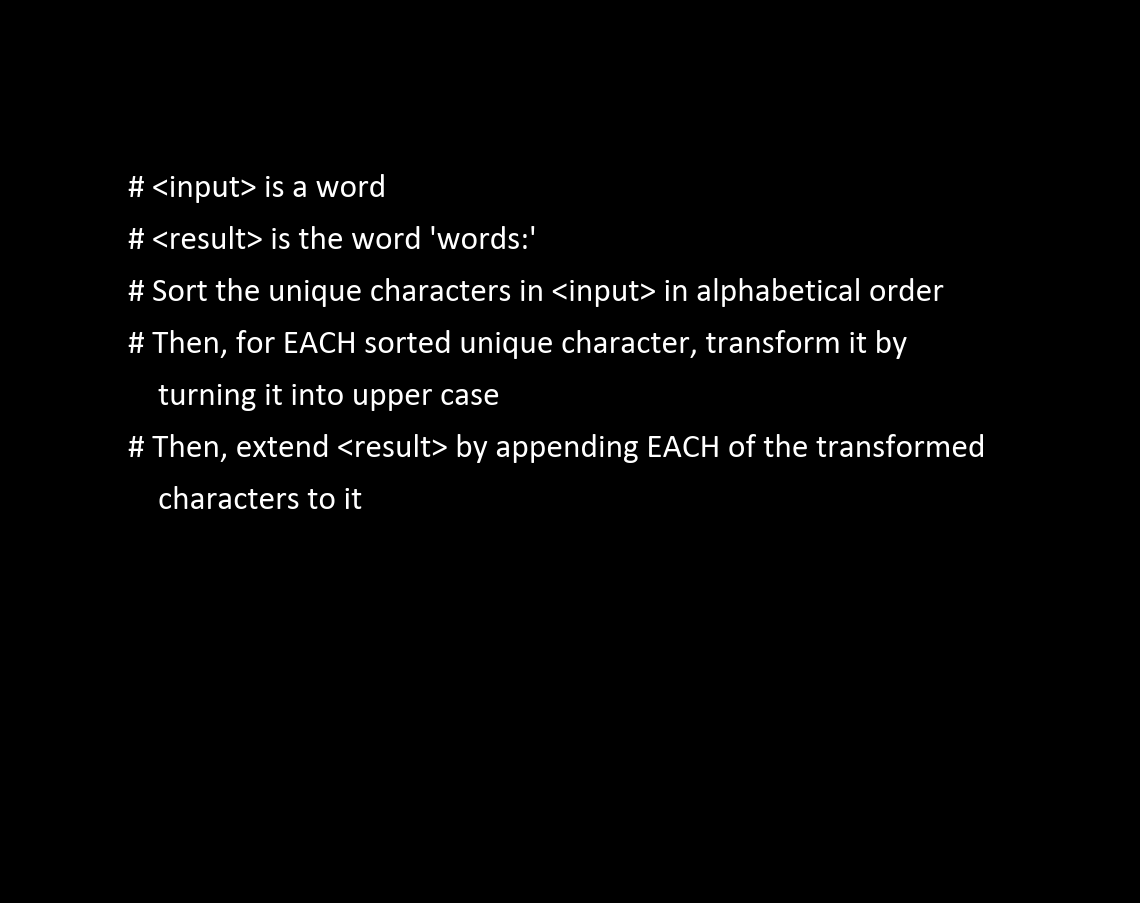 # <input> is a word
# <result> is the word 'words:'
# Sort the unique characters in <input> in alphabetical order
# Then, for EACH sorted unique character, transform it by
turning it into upper case
# Then, extend <result> by appending EACH of the transformed
characters to it